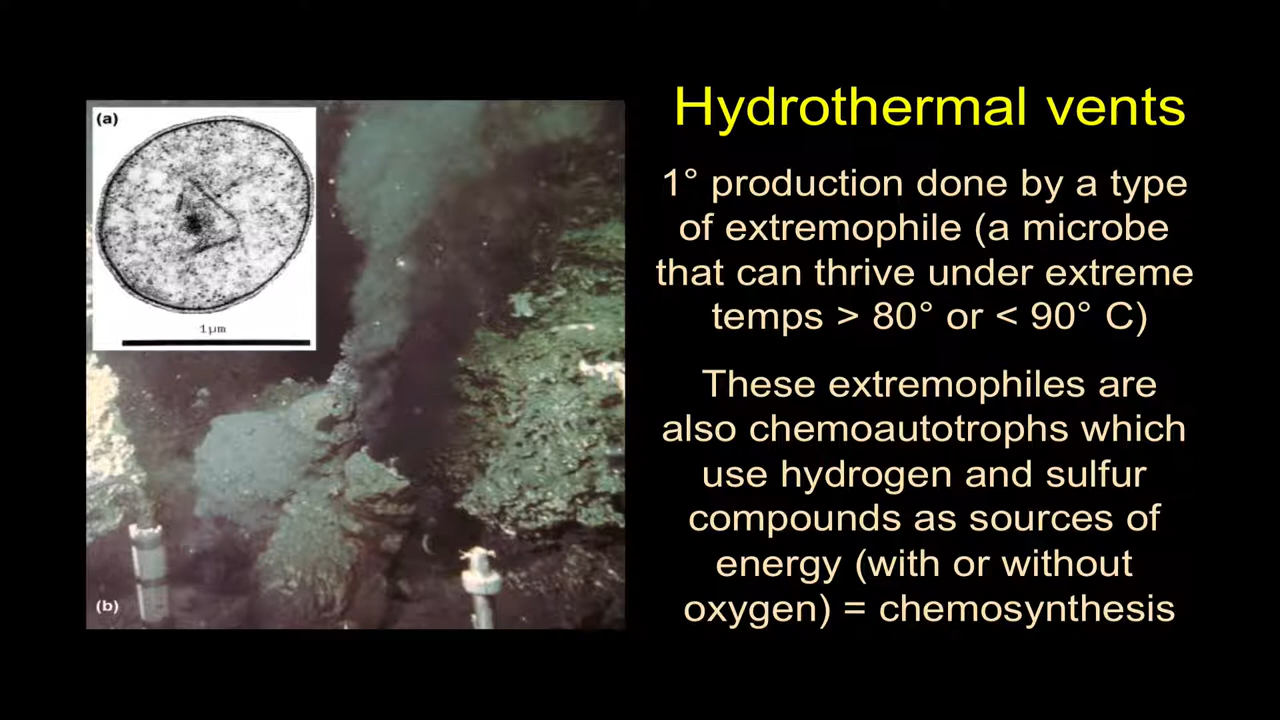 (a)
1µm
(b)
Hydrothermal vents
1° production done by a type
of extremophile (a microbe
that can thrive under extreme
temps > 80° or < 90° C)
These extremophiles are
also chemoautotrophs which
use hydrogen and sulfur
compounds as sources of
energy (with or without
oxygen) = chemosynthesis